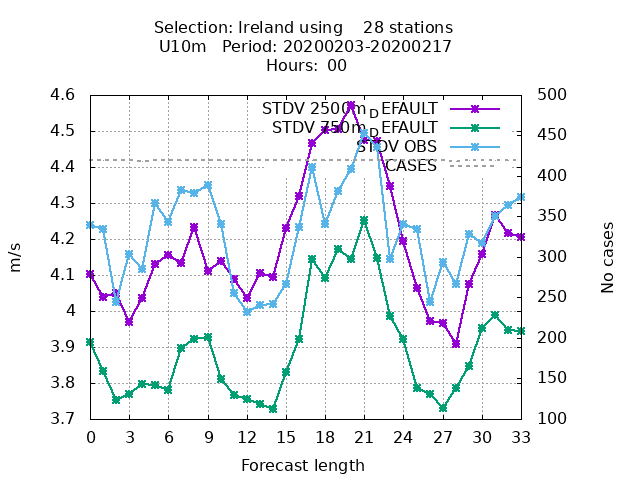 Selection: Ireland using    28 stations
U10m   Period: 20200203-20200217
Hours:  00
STDV 2500m_DEFAULT
STDV 750m_DEFAULT
STDV OBS
CASES
4.6
4.5
4.4
4.3
4.2
4.1
4
3.9
3.8
3.7
500
450
400
350
300
250
200
150
100
m/s
No cases
0 3 6 9 12 15 18 21 24 27 30 33
Forecast length